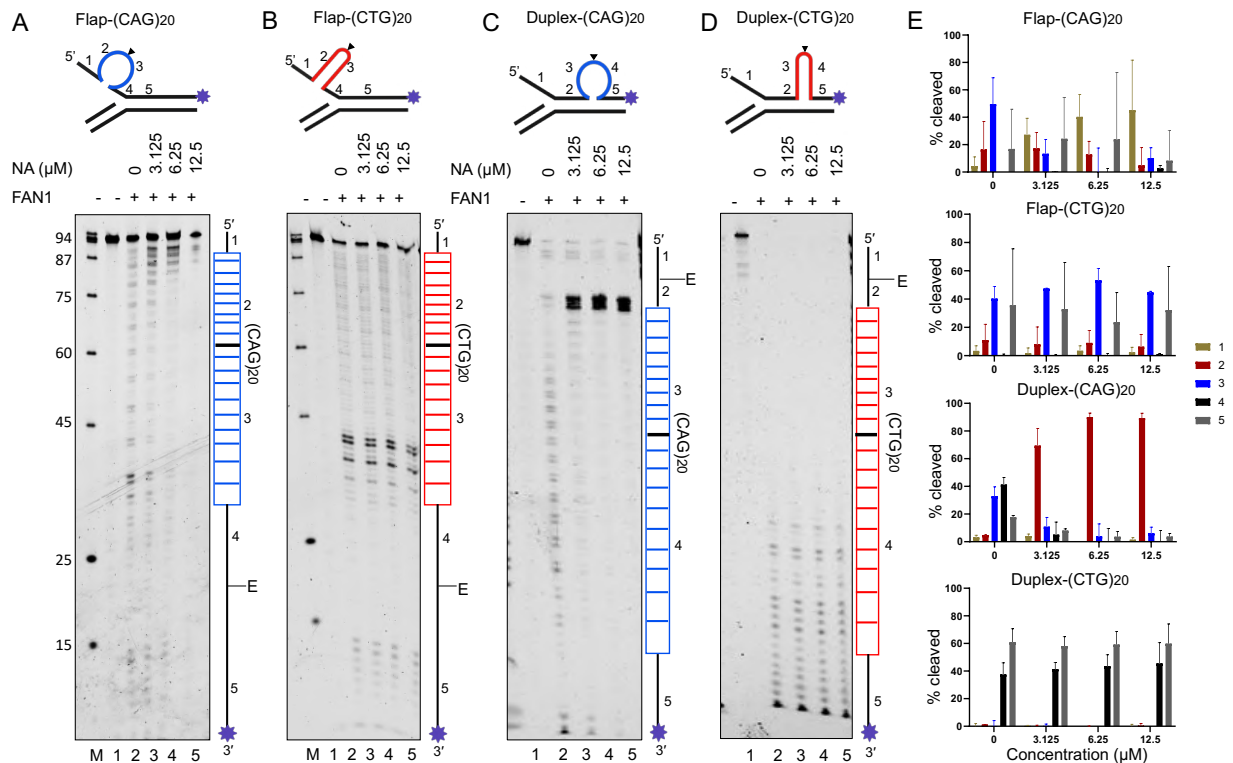 A
Flap-(CAG)20
B
Flap-(CTG)20
C
Duplex-(CAG)20
D
Duplex-(CTG)20
E
5' 1 2 3 4 5
5' 1 2 3 4 5
5' 1 2 3 4 5
5' 1 2 3 4 5
NA (µM) 0 3.125 6.25 12.5
0 3.125 6.25 12.5
NA (µM) 0 3.125 6.25 12.5
0 3.125 6.25 12.5
FAN1 - - + + + +
- - + + + +
FAN1 - + + + +
- + + + +
94
87
75
60
45
25
15
5′
1
2
(CAG)20
3
4
E
5
3′
M 1 2 3 4 5
5′
1
2
(CTG)20
3
4
E
5
3′
M 1 2 3 4 5
5′
1
E
2
3
(CAG)20
4
5
3′
1 2 3 4 5
5′
1
E
2
3
(CTG)20
4
5
3′
1 2 3 4 5
Flap-(CAG)20
% cleaved
100
80
60
40
20
0
0 3.125 6.25 12.5
Flap-(CTG)20
% cleaved
100
80
60
40
20
0
0 3.125 6.25 12.5
Duplex-(CAG)20
% cleaved
100
80
60
40
20
0
0 3.125 6.25 12.5
Duplex-(CTG)20
% cleaved
100
80
60
40
20
0
0 3.125 6.25 12.5
Concentration (µM)
1
2
3
4
5